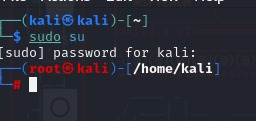 ┌──(kali㉿kali)-[~]
└─$ sudo su
[sudo] password for kali:
┌──(root㉿kali)-[/home/kali]
└─#